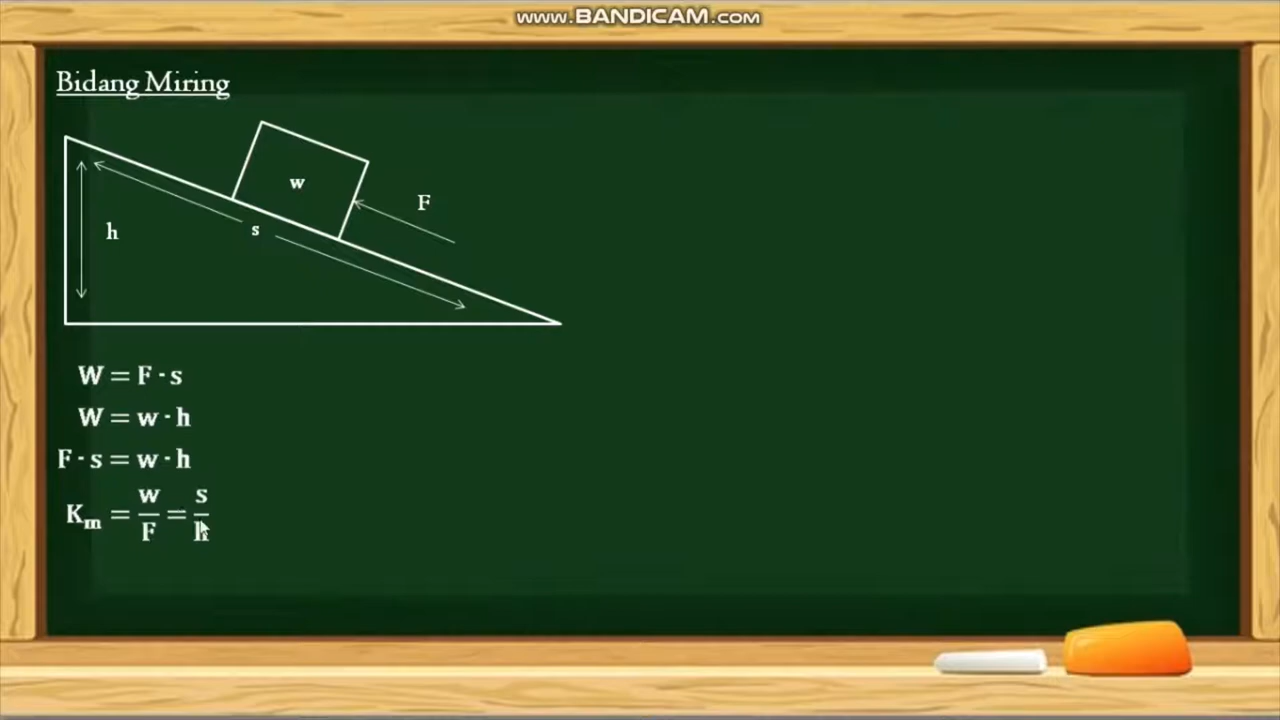 www.BANDICAM.com
Bidang Miring
w
F
h
s
W = F · s
W = w · h
F · s = w · h
Kₘ = w/F = s/h